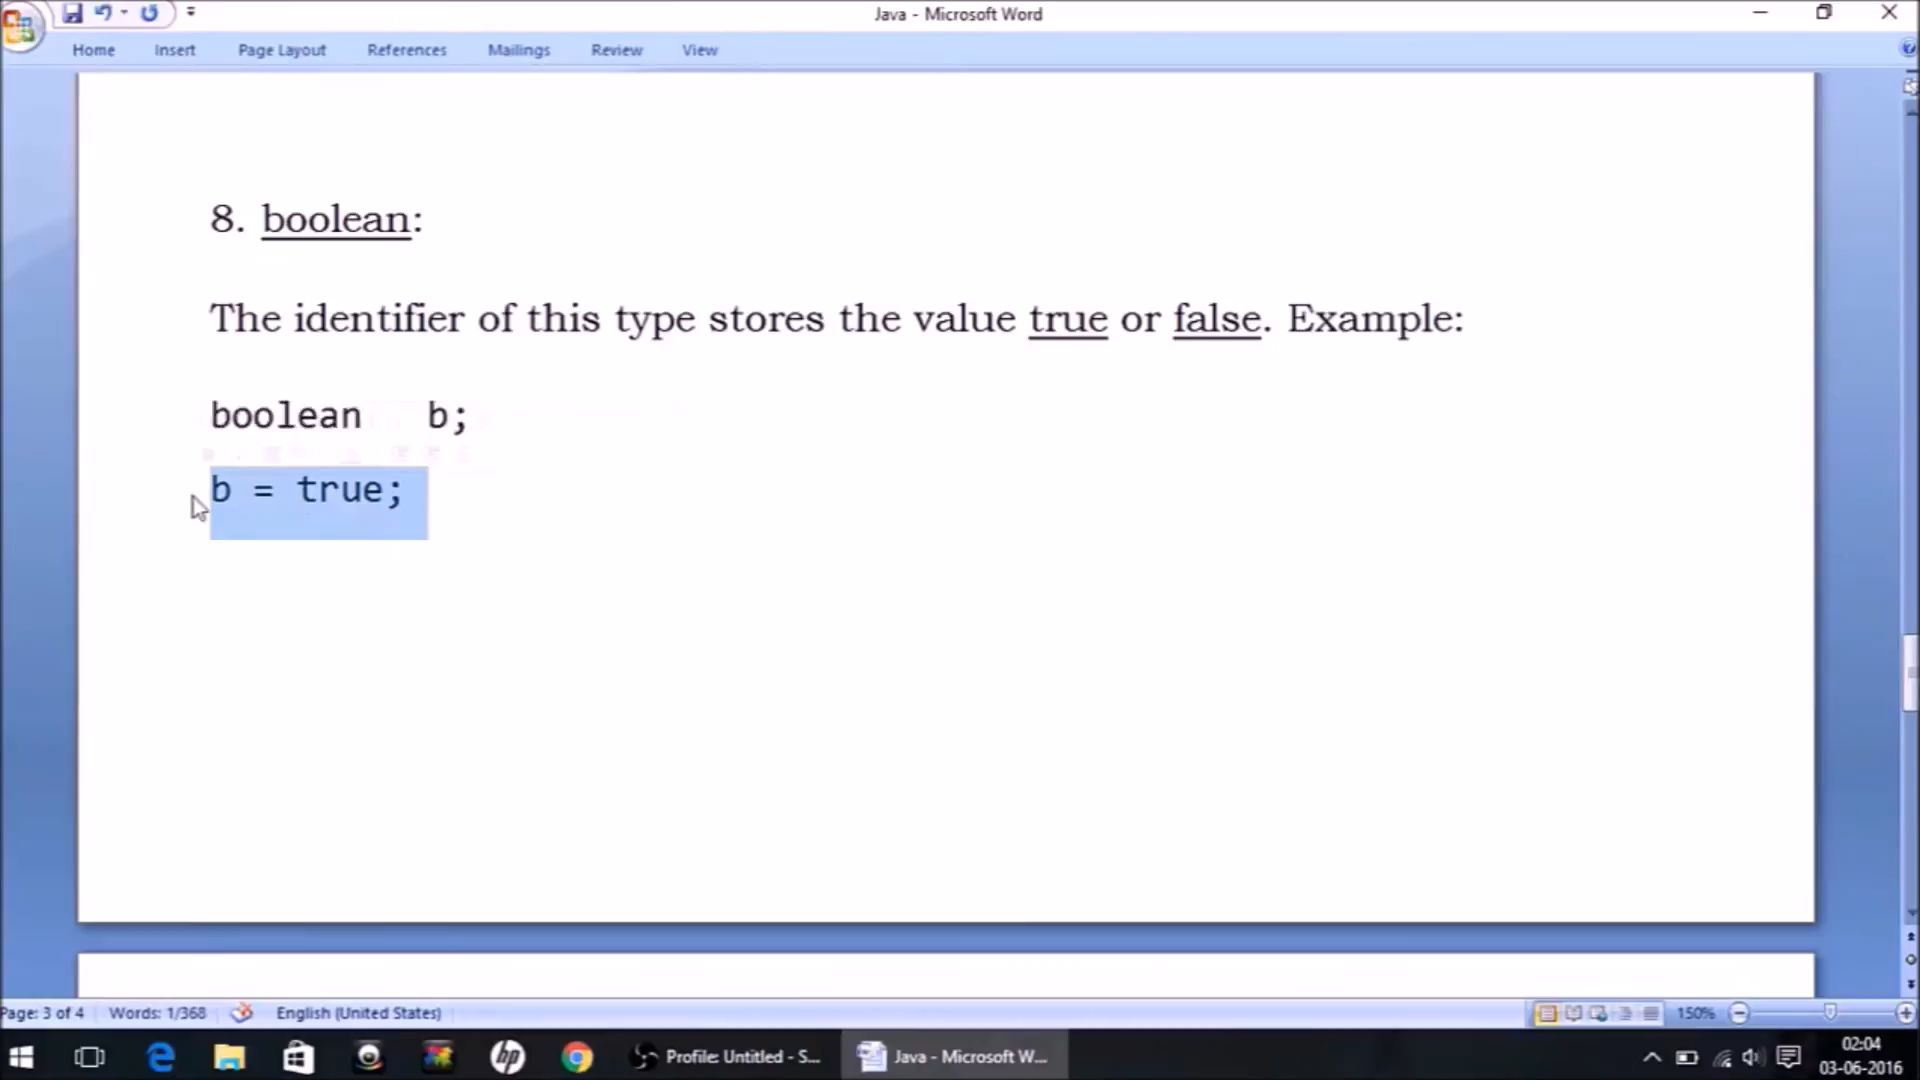 Java - Microsoft Word
Home Insert Page Layout References Mailings Review View
8. boolean:
The identifier of this type stores the value true or false. Example:
boolean b;
b = true;
Page: 3 of 4 Words: 1/368 English (United States) 150%
hp Profile: Untitled - S... Java - Microsoft W... 02:04
03-06-2016